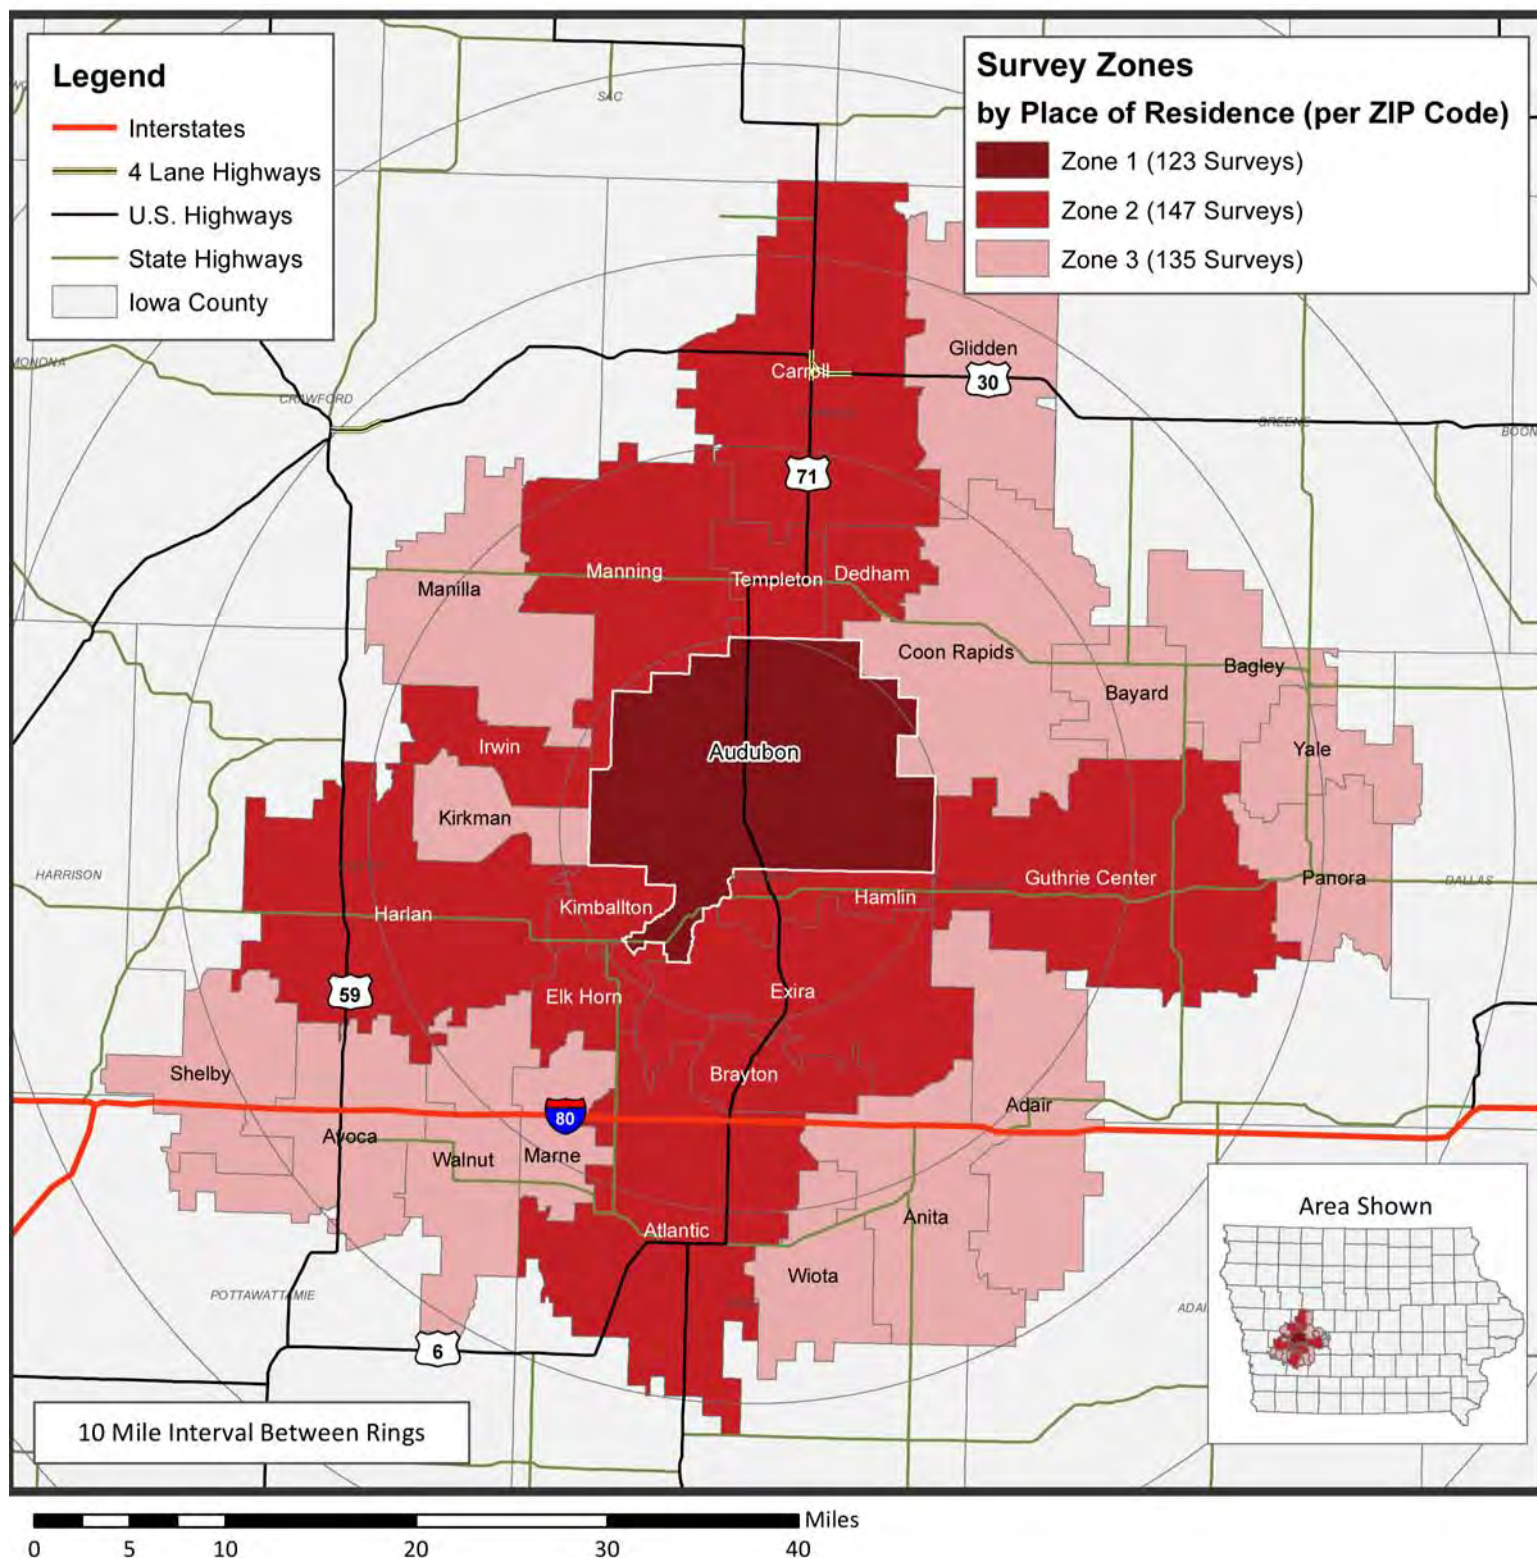 Legend
Interstates
4 Lane Highways
U.S. Highways
State Highways
Iowa County
Survey Zones
by Place of Residence (per ZIP Code)
Zone 1 (123 Surveys)
Zone 2 (147 Surveys)
Zone 3 (135 Surveys)
SAC
MONONA
CRAWFORD
Glidden
30
Carroll
GREENE
BOON
71
Manning
Templeton
Dedham
Manilla
Coon Rapids
Bagley
Bayard
Irwin
Audubon
Yale
Kirkman
HARRISON
Guthrie Center
Panora
DALLAS
Harlan
Kimballton
Hamlin
59
Elk Horn
Exira
Shelby
Brayton
Adair
80
Avoca
Walnut
Marne
Atlantic
Anita
Wiota
POTTAWATTAMIE
ADAI
6
Area Shown
10 Mile Interval Between Rings
Miles
0 5 10 20 30 40